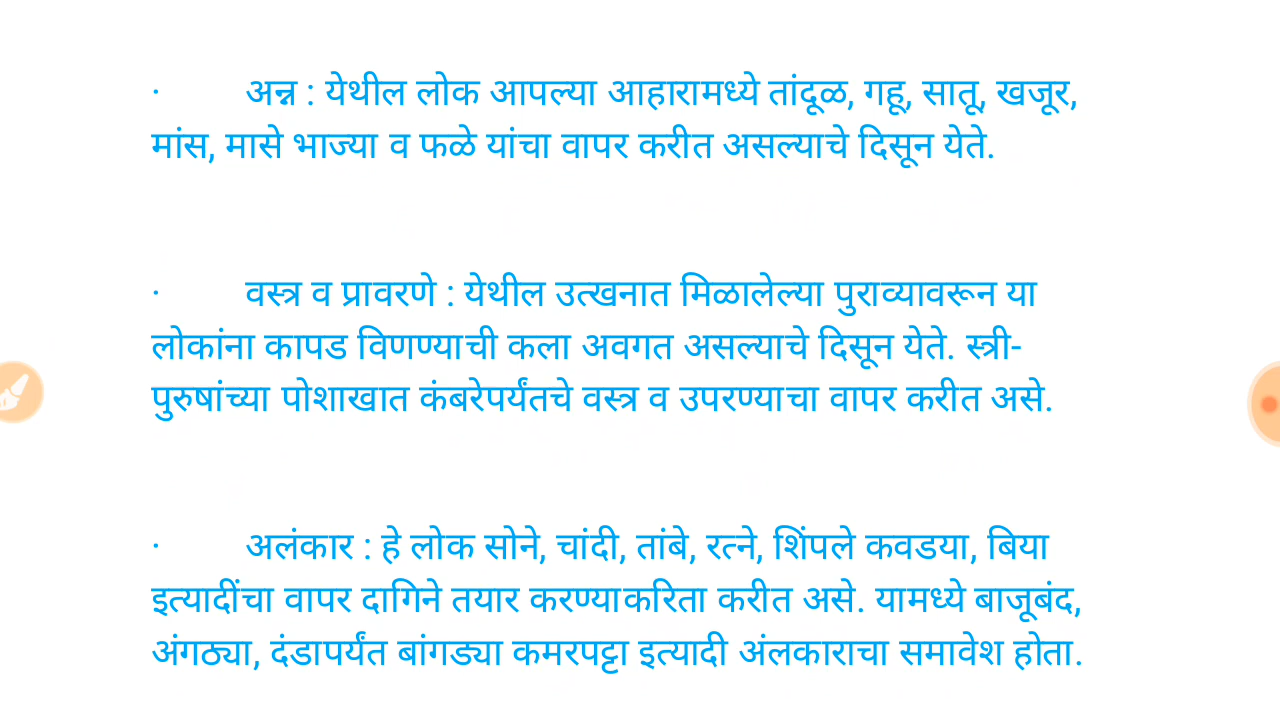 · अन्न : येथील लोक आपल्या आहारामध्ये तांदूळ, गहू, सातू, खजूर,
मांस, मासे भाज्या व फळे यांचा वापर करीत असल्याचे दिसून येते.
· वस्त्र व प्रावरणे : येथील उत्खनात मिळालेल्या पुराव्यावरून या
लोकांना कापड विणण्याची कला अवगत असल्याचे दिसून येते. स्त्री-
पुरुषांच्या पोशाखात कंबरेपर्यंतचे वस्त्र व उपरण्याचा वापर करीत असे.
· अलंकार : हे लोक सोने, चांदी, तांबे, रत्ने, शिंपले कवडया, बिया
इत्यादींचा वापर दागिने तयार करण्याकरिता करीत असे. यामध्ये बाजूबंद,
अंगठ्या, दंडापर्यंत बांगड्या कमरपट्टा इत्यादी अंलकाराचा समावेश होता.